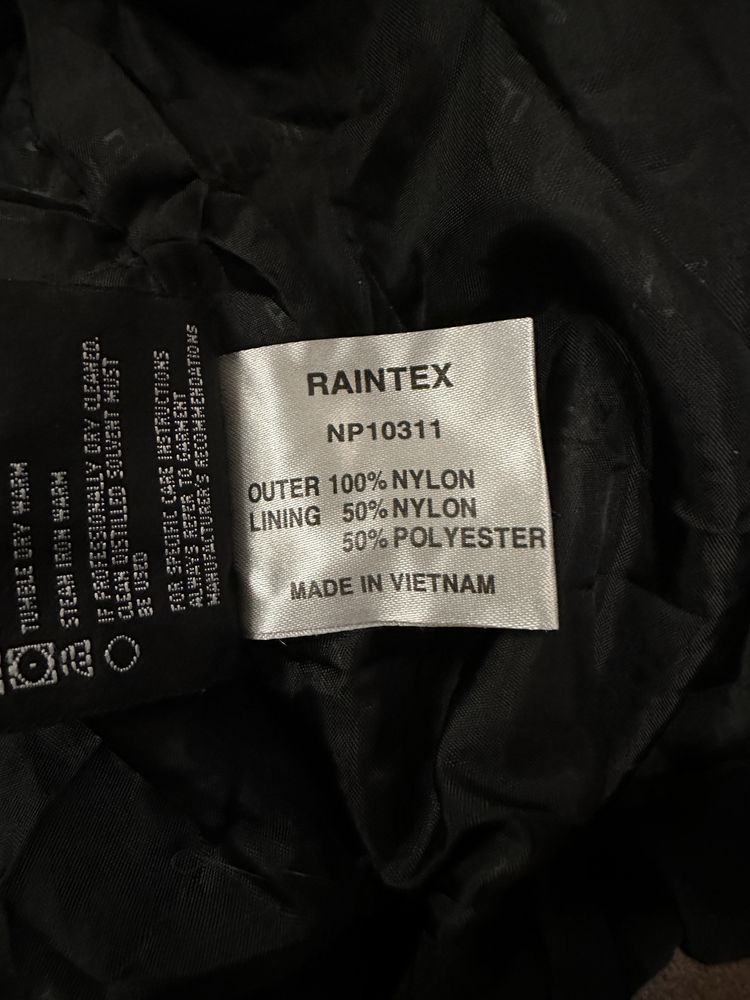 RAINTEX
NP10311
OUTER 100% NYLON
LINING 50% NYLON
50% POLYESTER
MADE IN VIETNAM
TUMBLE DRY WARM
STEAM IRON WARM
IF PROFESSIONALLY DRY CLEANED,
CLEAN DISTILLED SOLVENT MUST
BE USED
FOR SPECIFIC CARE INSTRUCTIONS
ALWAYS REFER TO GARMENT
MANUFACTURER'S RECOMMENDATIONS